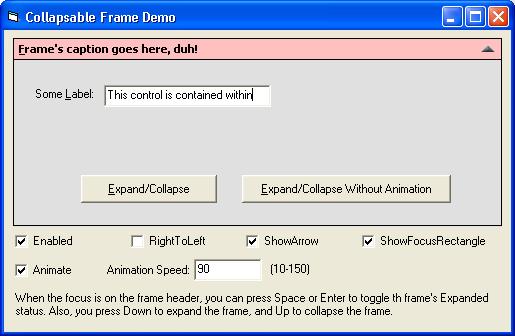 Collapsable Frame Demo
Frame's caption goes here, duh!
Some Label: This control is contained within
Expand/Collapse Expand/Collapse Without Animation
Enabled RightToLeft ShowArrow ShowFocusRectangle
Animate Animation Speed: 90 (10-150)
When the focus is on the frame header, you can press Space or Enter to toggle th frame's Expanded
status. Also, you press Down to expand the frame, and Up to collapse the frame.